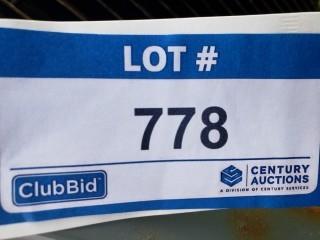 LOT #
778
ClubBid
CENTURY
AUCTIONS
A DIVISION OF CENTURY SERVICES